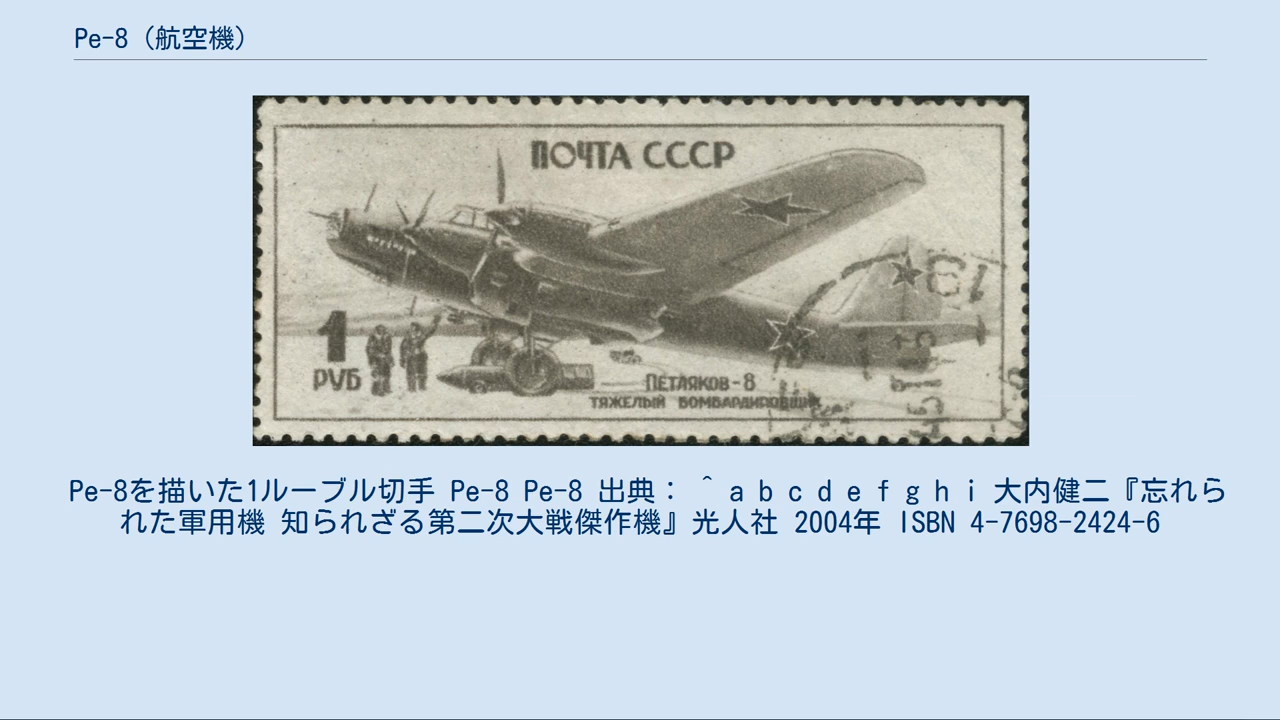 Pe-8（航空機）
ПОЧТА СССР
1
РУБ
ПЕТЛЯКОВ-8
ТЯЖЕЛЫЙ БОМБАРДИРОВЩИК
Pe-8を描いた1ルーブル切手 Pe-8 Pe-8 出典： ^ a b c d e f g h i 大内健二『忘れら
れた軍用機 知られざる第二次大戦傑作機』光人社 2004年 ISBN 4-7698-2424-6